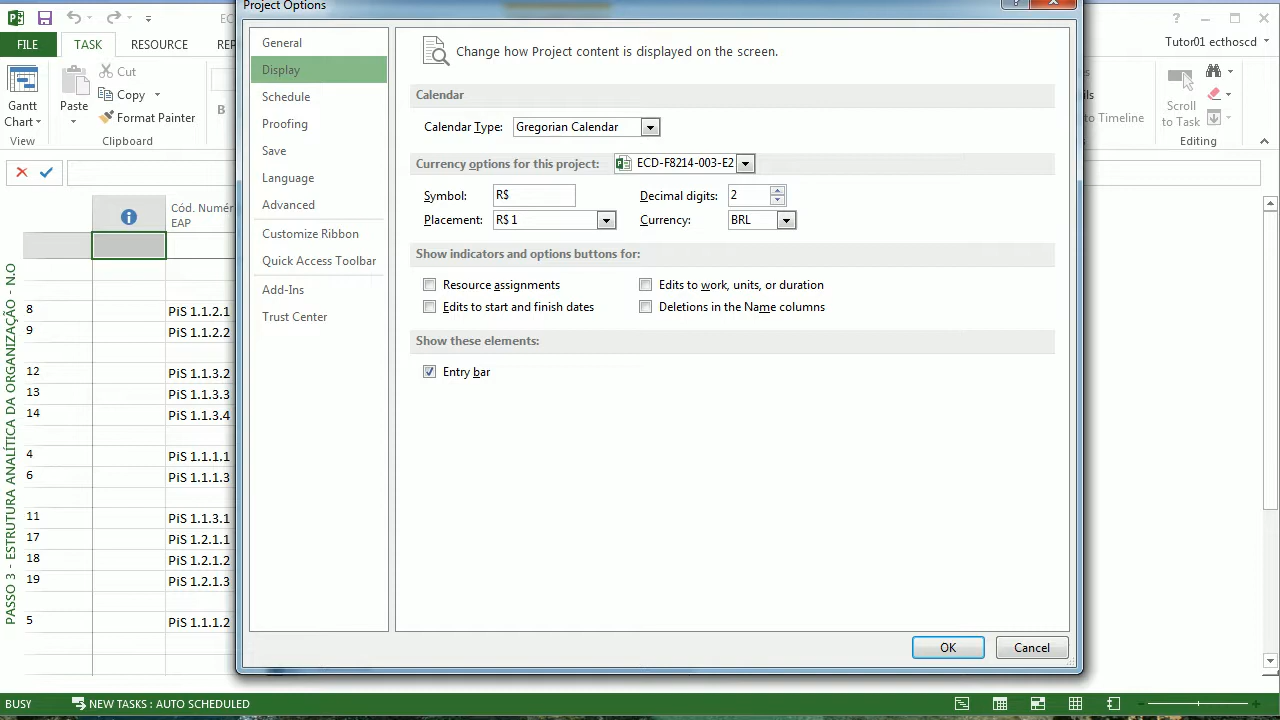 Project Options
FILE
TASK
RESOURCE
Tutor01 ecthoscd
Gantt Chart
View
Paste
Cut
Copy
Format Painter
Clipboard
B
Scroll to Task
Editing
to Timeline
General
Display
Schedule
Proofing
Save
Language
Advanced
Customize Ribbon
Quick Access Toolbar
Add-Ins
Trust Center
Change how Project content is displayed on the screen.
Calendar
Calendar Type: Gregorian Calendar
Currency options for this project: ECD-F8214-003-E2
Symbol: R$ Decimal digits: 2
Placement: R$ 1 Currency: BRL
Show indicators and options buttons for:
Resource assignments Edits to work, units, or duration
Edits to start and finish dates Deletions in the Name columns
Show these elements:
Entry bar
OK Cancel
Cód. Numér
EAP
PASSO 3 - ESTRUTURA ANALÍTICA DA ORGANIZAÇÃO - N.O
8 PiS 1.1.2.1
9 PiS 1.1.2.2
12 PiS 1.1.3.2
13 PiS 1.1.3.3
14 PiS 1.1.3.4
4 PiS 1.1.1.1
6 PiS 1.1.1.3
11 PiS 1.1.3.1
17 PiS 1.2.1.1
18 PiS 1.2.1.2
19 PiS 1.2.1.3
5 PiS 1.1.1.2
BUSY NEW TASKS : AUTO SCHEDULED